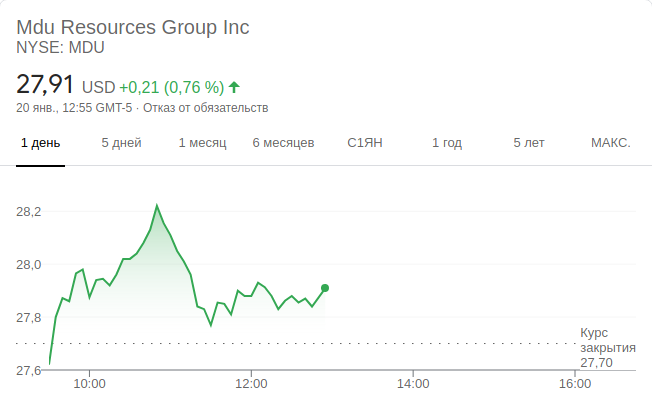 Mdu Resources Group Inc
NYSE: MDU
27,91 USD +0,21 (0,76 %)
20 янв., 12:55 GMT-5 · Отказ от обязательств
1 день 5 дней 1 месяц 6 месяцев С1ЯН 1 год 5 лет МАКС.
28,2
28,0
27,8
Курс
закрытия
27,70
27,6
10:00 12:00 14:00 16:00